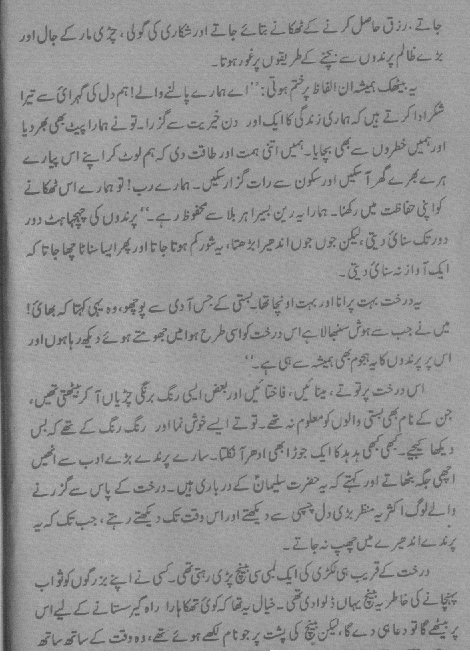 جاتے۔ رزق حاصل کرنے کے ٹھکانے بتائے جاتے اور شکاری کی گولی، چڑی مار کے جال اور
بڑے ظالم پرندوں سے بچنے کے طریقوں پر غور ہوتا۔
یہ بیٹھک ہمیشہ ان الفاظ پر ختم ہوتی: ’’اے ہمارے پالنے والے! ہم دل کی گہرائی سے تیرا
شکر ادا کرتے ہیں کہ ہماری زندگی کا ایک اور دن خیریت سے گزرا۔ تو نے ہمارا پیٹ بھی بھر دیا
اور ہمیں خطروں سے بھی بچایا۔ ہمیں اتنی ہمت اور طاقت دی کہ ہم لوٹ کر اپنے اس پیارے
ہرے بھرے گھر آ سکیں اور سکون سے رات گزار سکیں۔ ہمارے رب! تو ہمارے اس ٹھکانے
کو اپنی حفاظت میں رکھنا۔ ہمارا یہ رین بسیرا ہر بلا سے محفوظ رہے۔‘‘ پرندوں کی چہچہاہٹ دور
دور تک سنائی دیتی، لیکن جوں جوں اندھیرا بڑھتا، یہ شور کم ہوتا جاتا اور پھر ایسا سناٹا چھا جاتا کہ
ایک آواز نہ سنائی دیتی۔
یہ درخت بہت پرانا اور بہت اونچا تھا۔ بستی کے جس آدمی سے پوچھو، وہ یہی کہتا کہ بھائی!
میں نے جب سے ہوش سنبھالا ہے اس درخت کو اسی طرح ہوا میں جھومتے ہوئے دیکھ رہا ہوں اور
اس پر پرندوں کا یہ ہجوم بھی ہمیشہ سے ہی ہے۔‘‘
اس درخت پر توتے، مینائیں، فاختائیں اور بعض ایسی رنگ برنگی چڑیاں آ کر بیٹھتی تھیں،
جن کے نام بھی بستی والوں کو معلوم نہ تھے۔ توتے ایسے خوش نما اور رنگ رنگ کے تھے کہ بس
دیکھا کیجیے۔ کبھی کبھی ہدہد کا ایک جوڑا بھی ادھر آ نکلتا۔ سارے پرندے بڑے ادب سے انھیں
اچھی جگہ بٹھاتے اور کہتے کہ یہ حضرت سلیمانؑ کے درباری ہیں۔ درخت کے پاس سے گزرنے
والے لوگ اکثر یہ منظر بڑی دل چسپی سے دیکھتے اور اس وقت تک دیکھتے رہتے، جب تک کہ یہ
پرندے اندھیرے میں چھپ نہ جاتے۔
درخت کے قریب ہی لکڑی کی ایک لمبی سی بینچ پڑی رہتی تھی۔ کسی نے اپنے بزرگوں کو ثواب
پہنچانے کی خاطر یہ بینچ یہاں ڈلوا دی تھی۔ خیال یہ تھا کہ کوئی تھکا ہارا راہ گیر سستانے کے لیے اس
پر بیٹھے گا تو دعا ہی دے گا، لیکن بینچ کی پشت پر جو نام لکھے ہوئے تھے، وہ وقت کے ساتھ ساتھ